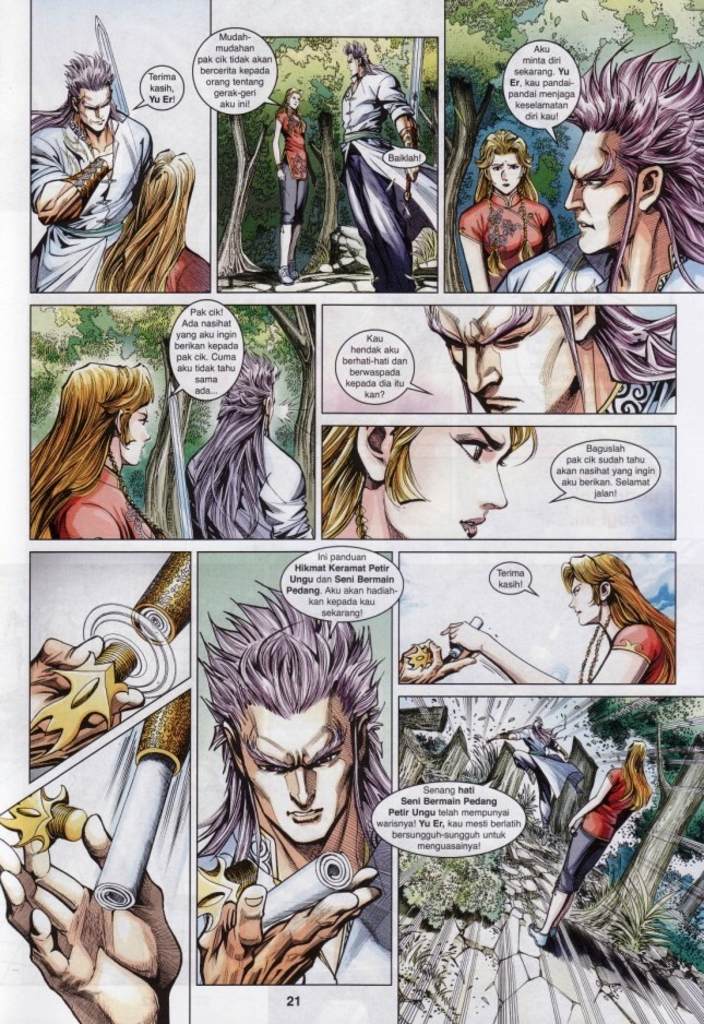 Terima
kasih,
Yu Er!
Mudah-
mudahan
pak cik tidak akan
bercerita kepada
orang tentang
gerak-geri
aku ini!
Baiklah!
Aku
minta diri
sekarang. Yu
Er, kau pandai-
pandai menjaga
keselamatan
diri kau!
Pak cik!
Ada nasihat
yang aku ingin
berikan kepada
pak cik. Cuma
aku tidak tahu
sama
ada...
Kau
hendak aku
berhati-hati dan
berwaspada
kepada dia itu
kan?
Baguslah
pak cik sudah tahu
akan nasihat yang ingin
aku berikan. Selamat
jalan!
Ini panduan
Hikmat Keramat Petir
Ungu dan Seni Bermain
Pedang. Aku akan hadiah-
kan kepada kau
sekarang!
Terima
kasih!
Senang hati
Seni Bermain Pedang
Petir Ungu telah mempunyai
warisnya! Yu Er, kau mesti berlatih
bersungguh-sungguh untuk
menguasainya!
21